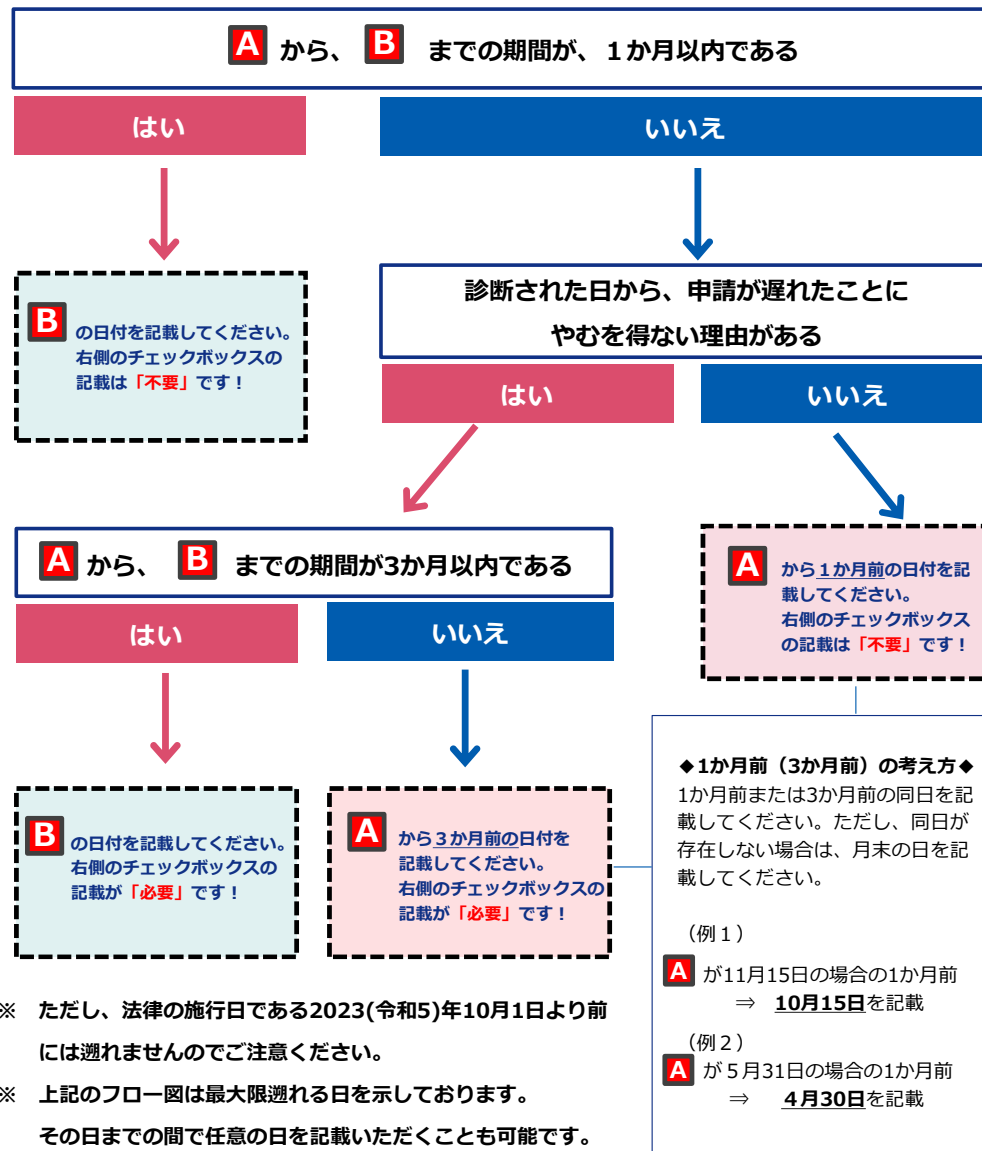 A から、 B までの期間が、１か月以内である
はい
いいえ
B の日付を記載してください。
右側のチェックボックスの
記載は「不要」です！
診断された日から、申請が遅れたことに
やむを得ない理由がある
はい
いいえ
A から、 B までの期間が3か月以内である
はい
いいえ
A から１か月前の日付を記
載してください。
右側のチェックボックス
の記載は「不要」です！
B の日付を記載してください。
右側のチェックボックスの
記載が「必要」です！
A から３か月前の日付を
記載してください。
右側のチェックボックスの
記載が「必要」です！
◆1か月前（3か月前）の考え方◆
1か月前または3か月前の同日を記
載してください。ただし、同日が
存在しない場合は、月末の日を記
載してください。
（例１）
A が11月15日の場合の1か月前
⇒ 10月15日を記載
（例２）
A が５月31日の場合の1か月前
⇒ ４月30日を記載
※ ただし、法律の施行日である2023(令和5)年10月1日より前
には遡れませんのでご注意ください。
※ 上記のフロー図は最大限遡れる日を示しております。
その日までの間で任意の日を記載いただくことも可能です。